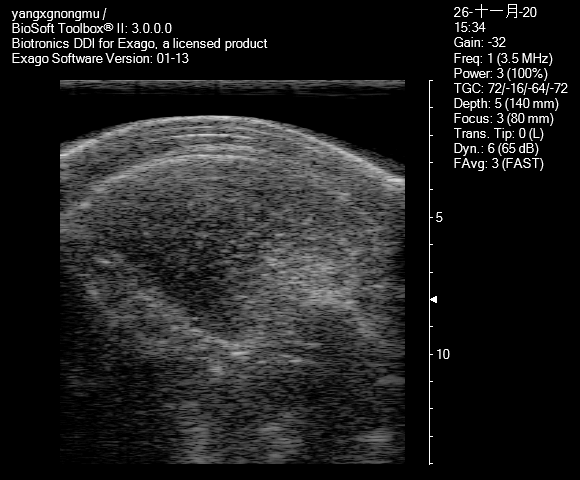 yangxgnongmu /
BioSoft Toolbox® II: 3.0.0.0
Biotronics DDI for Exago, a licensed product
Exago Software Version: 01-13
26-十一月-20
15:34
Gain: -32
Freq: 1 (3.5 MHz)
Power: 3 (100%)
TGC: 72/-16/-64/-72
Depth: 5 (140 mm)
Focus: 3 (80 mm)
Trans. Tip: 0 (L)
Dyn.: 6 (65 dB)
FAvg: 3 (FAST)
5
10